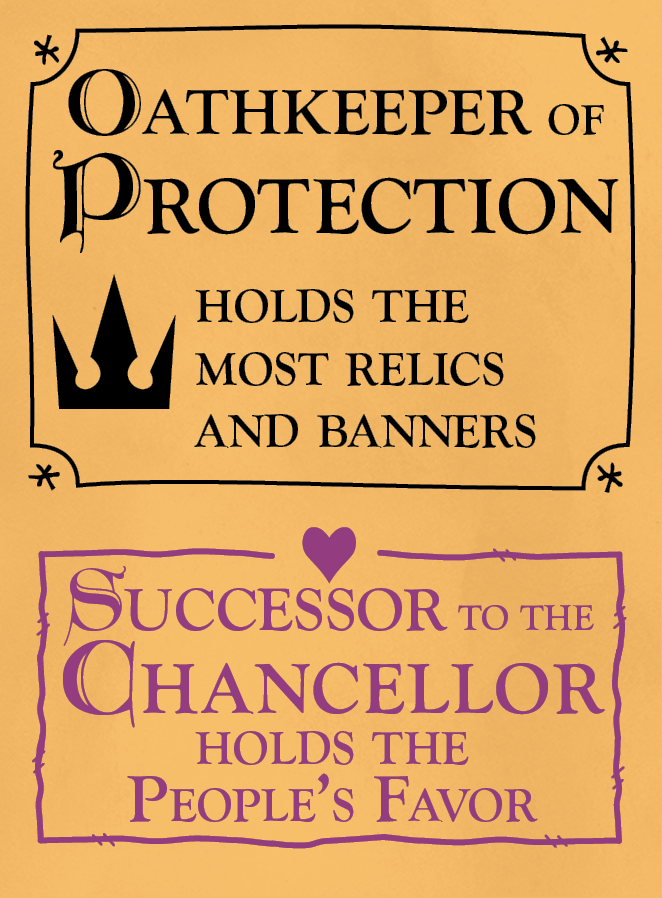 OATHKEEPER OF
PROTECTION
HOLDS THE
MOST RELICS
AND BANNERS
SUCCESSOR TO THE
CHANCELLOR
HOLDS THE
PEOPLE'S FAVOR